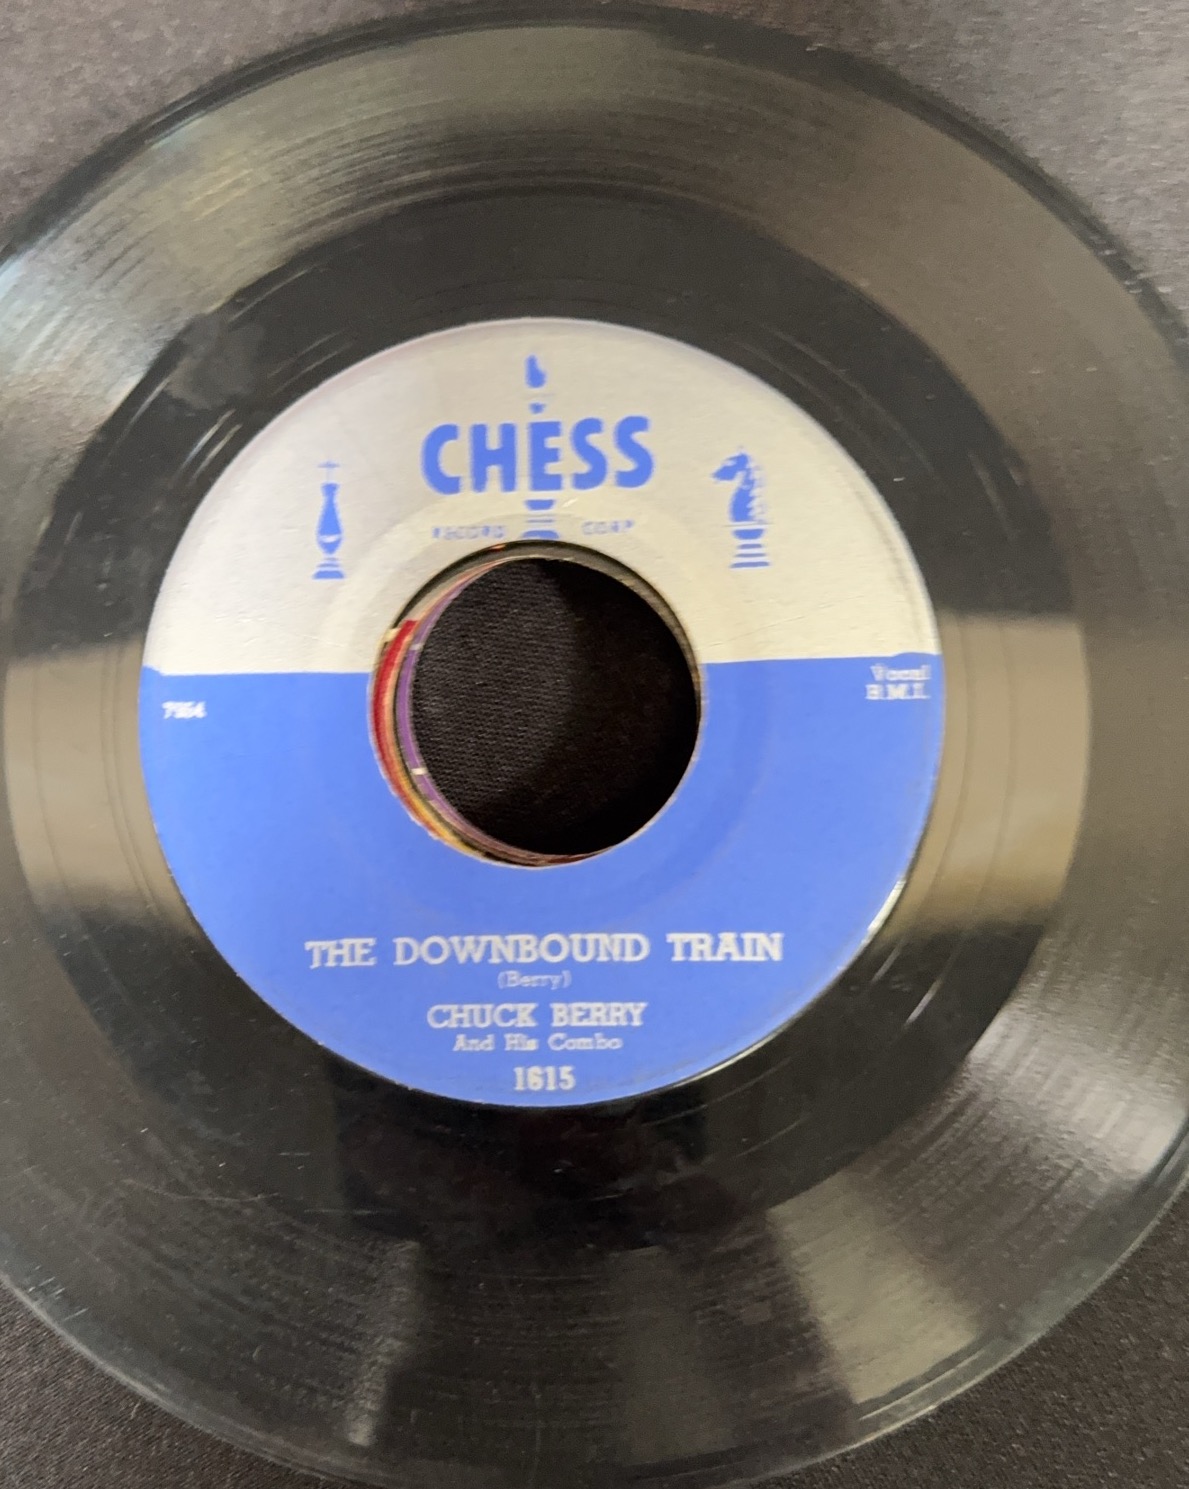 CHESS
RECORD CORP
Vocal
B.M.I.
7964
THE DOWNBOUND TRAIN
(Berry)
CHUCK BERRY
And His Combo
1615